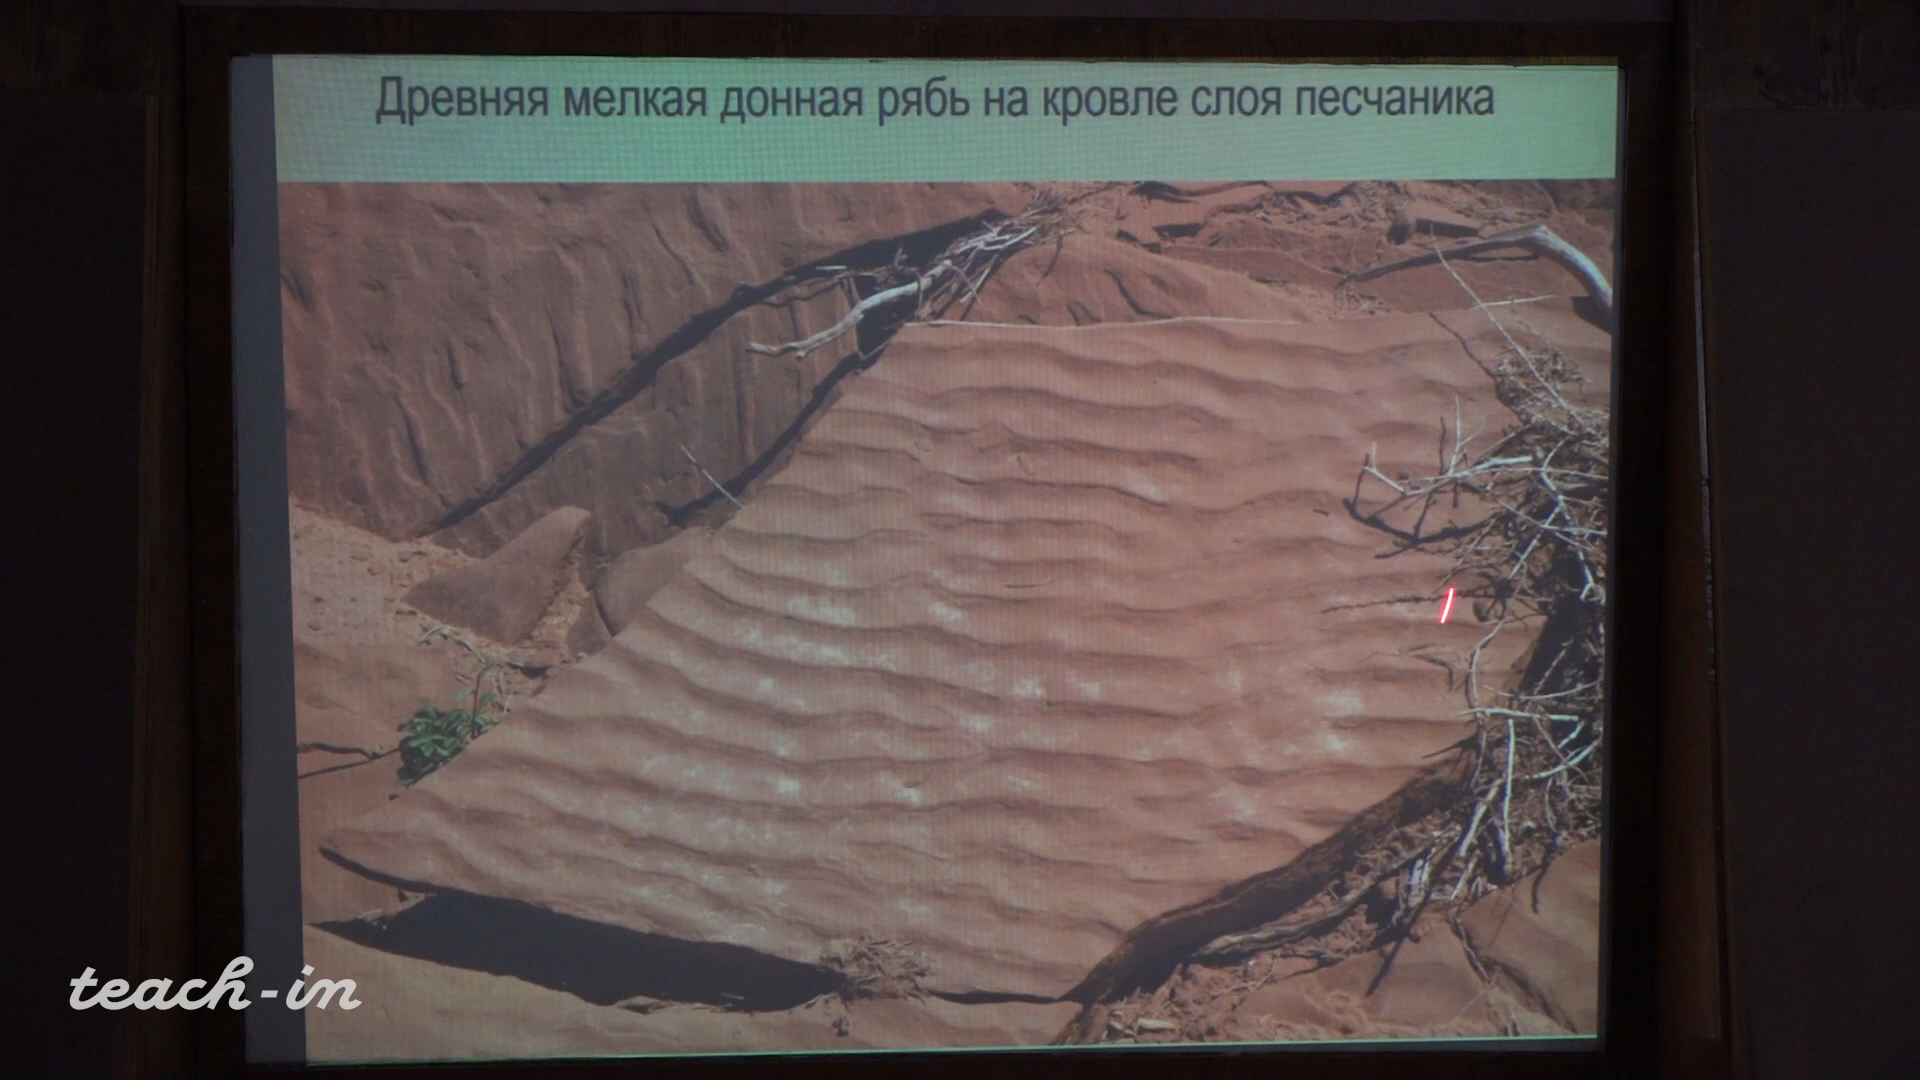 Древняя мелкая донная рябь на кровле слоя песчаника
teach-in